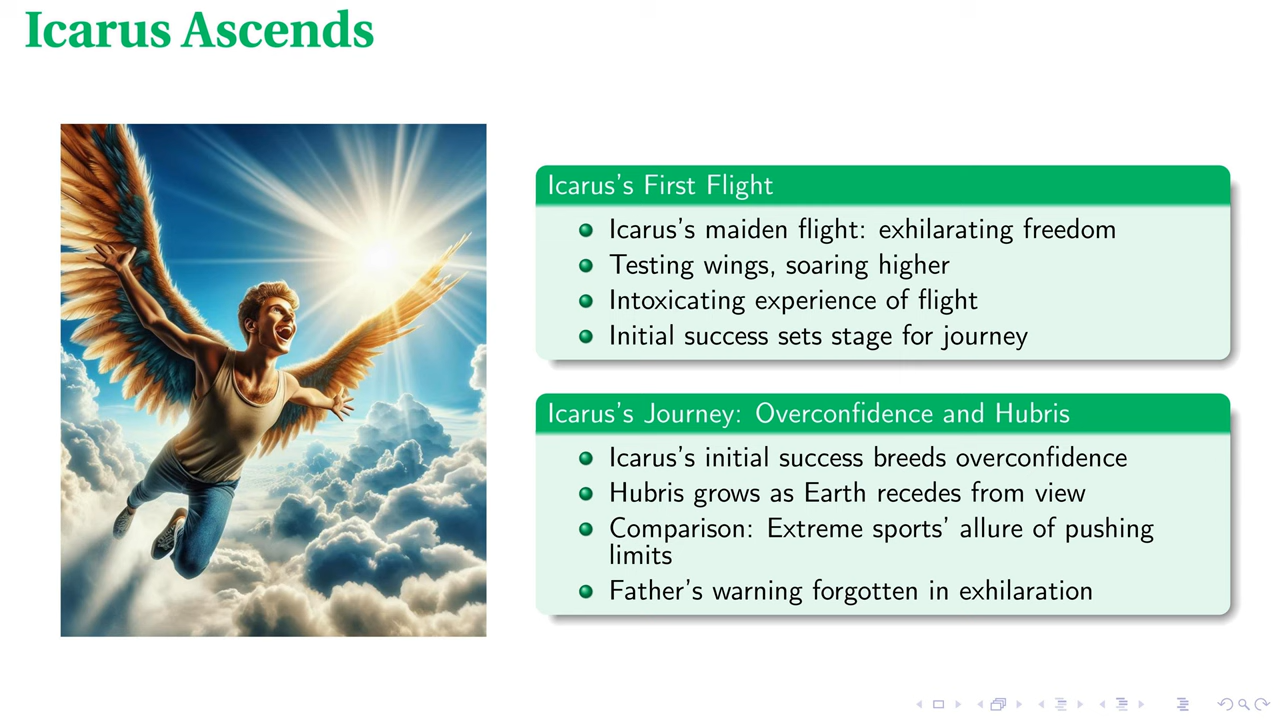 Icarus Ascends
Icarus's First Flight
Icarus's maiden flight: exhilarating freedom
Testing wings, soaring higher
Intoxicating experience of flight
Initial success sets stage for journey
Icarus's Journey: Overconfidence and Hubris
Icarus's initial success breeds overconfidence
Hubris grows as Earth recedes from view
Comparison: Extreme sports' allure of pushing
limits
Father's warning forgotten in exhilaration